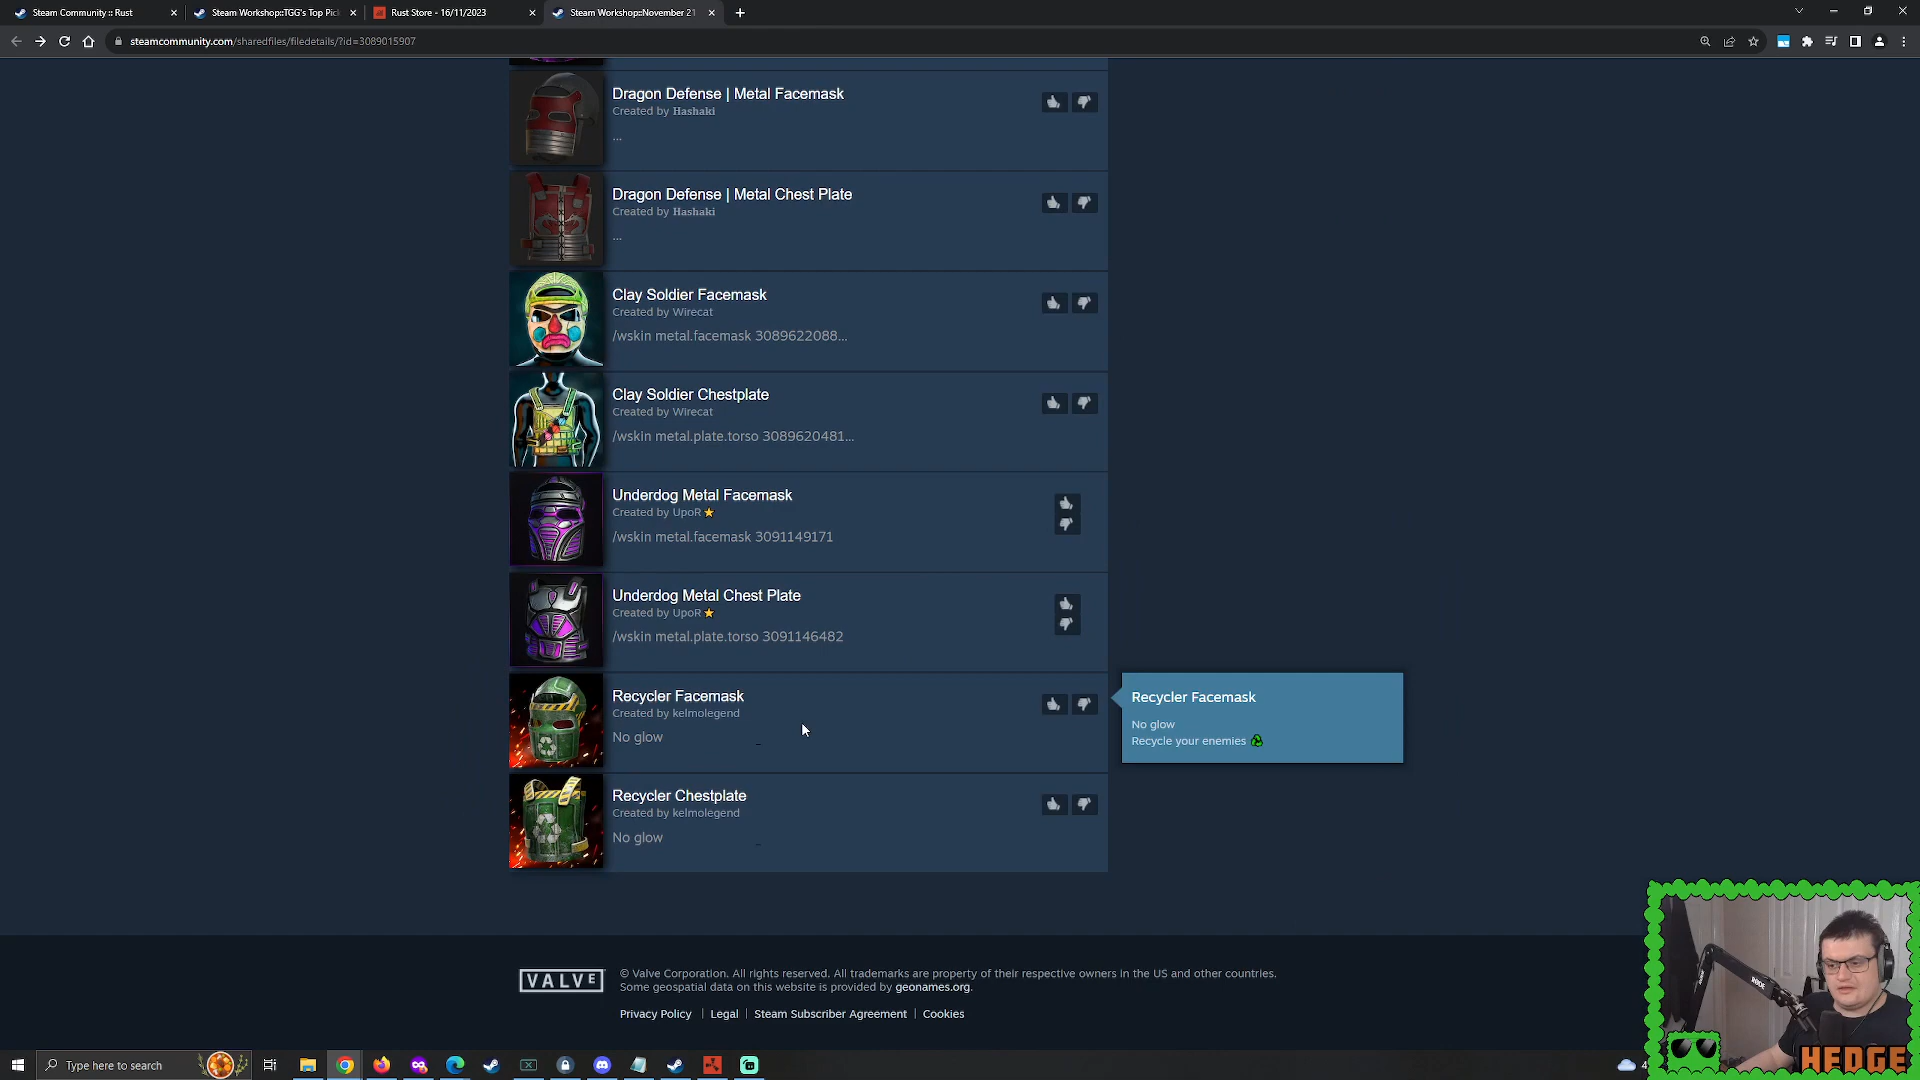 Steam Community :: Rust
Steam Workshop::TGG's Top Pick
Rust Store - 16/11/2023
Steam Workshop::November 21
steamcommunity.com/sharedfiles/filedetails/?id=3089015907
Dragon Defense | Metal Facemask
Created by Hashaki
...
Dragon Defense | Metal Chest Plate
Created by Hashaki
...
Clay Soldier Facemask
Created by Wirecat
/wskin metal.facemask 3089622088...
Clay Soldier Chestplate
Created by Wirecat
/wskin metal.plate.torso 3089620481...
Underdog Metal Facemask
Created by UpoR
/wskin metal.facemask 3091149171
Underdog Metal Chest Plate
Created by UpoR
/wskin metal.plate.torso 3091146482
Recycler Facemask
Created by kelmolegend
No glow
Recycler Facemask
No glow
Recycle your enemies
Recycler Chestplate
Created by kelmolegend
No glow
VALVE
© Valve Corporation. All rights reserved. All trademarks are property of their respective owners in the US and other countries.
Some geospatial data on this website is provided by geonames.org.
Privacy Policy | Legal | Steam Subscriber Agreement | Cookies
RØDE
HEDGE
Type here to search